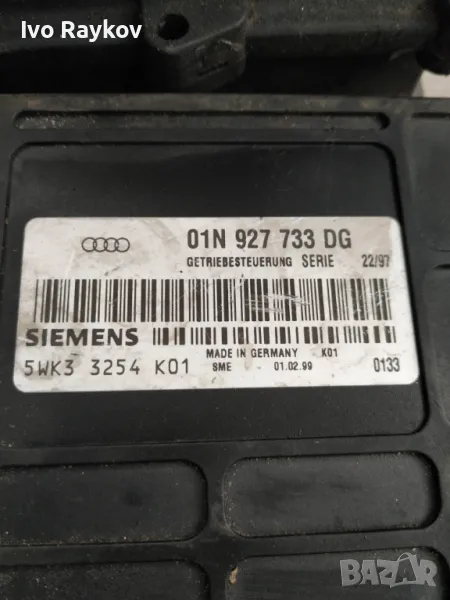 Ivo Raykov
01N 927 733 DG
GETRIEBESTEUERUNG SERIE 22/97
SIEMENS
MADE IN GERMANY K01
5WK3 3254 K01 SME 01.02.99 0133
BAZAR